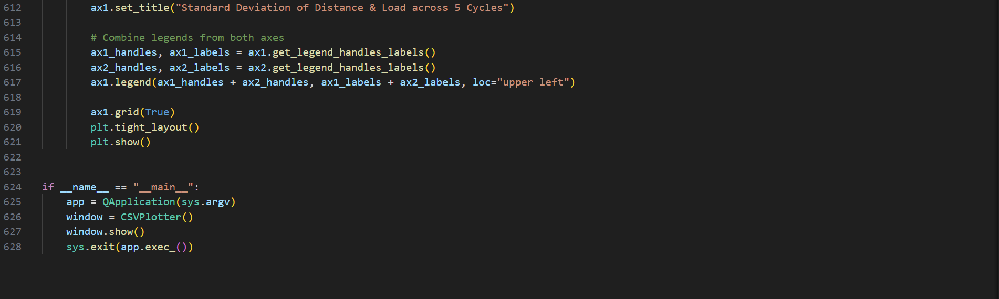 612 ax1.set_title("Standard Deviation of Distance & Load across 5 Cycles")
613
614 # Combine legends from both axes
615 ax1_handles, ax1_labels = ax1.get_legend_handles_labels()
616 ax2_handles, ax2_labels = ax2.get_legend_handles_labels()
617 ax1.legend(ax1_handles + ax2_handles, ax1_labels + ax2_labels, loc="upper left")
618
619 ax1.grid(True)
620 plt.tight_layout()
621 plt.show()
622
623
624 if __name__ == "__main__":
625 app = QApplication(sys.argv)
626 window = CSVPlotter()
627 window.show()
628 sys.exit(app.exec_())